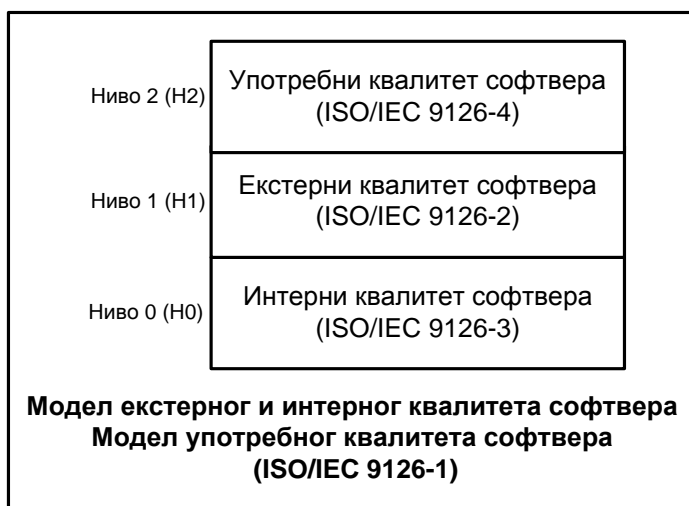 Ниво 2 (Н2)
Употребни квалитет софтвера
(ISO/IEC 9126-4)
Ниво 1 (Н1)
Екстерни квалитет софтвера
(ISO/IEC 9126-2)
Ниво 0 (Н0)
Интерни квалитет софтвера
(ISO/IEC 9126-3)
Модел екстерног и интерног квалитета софтвера
Модел употребног квалитета софтвера
(ISO/IEC 9126-1)